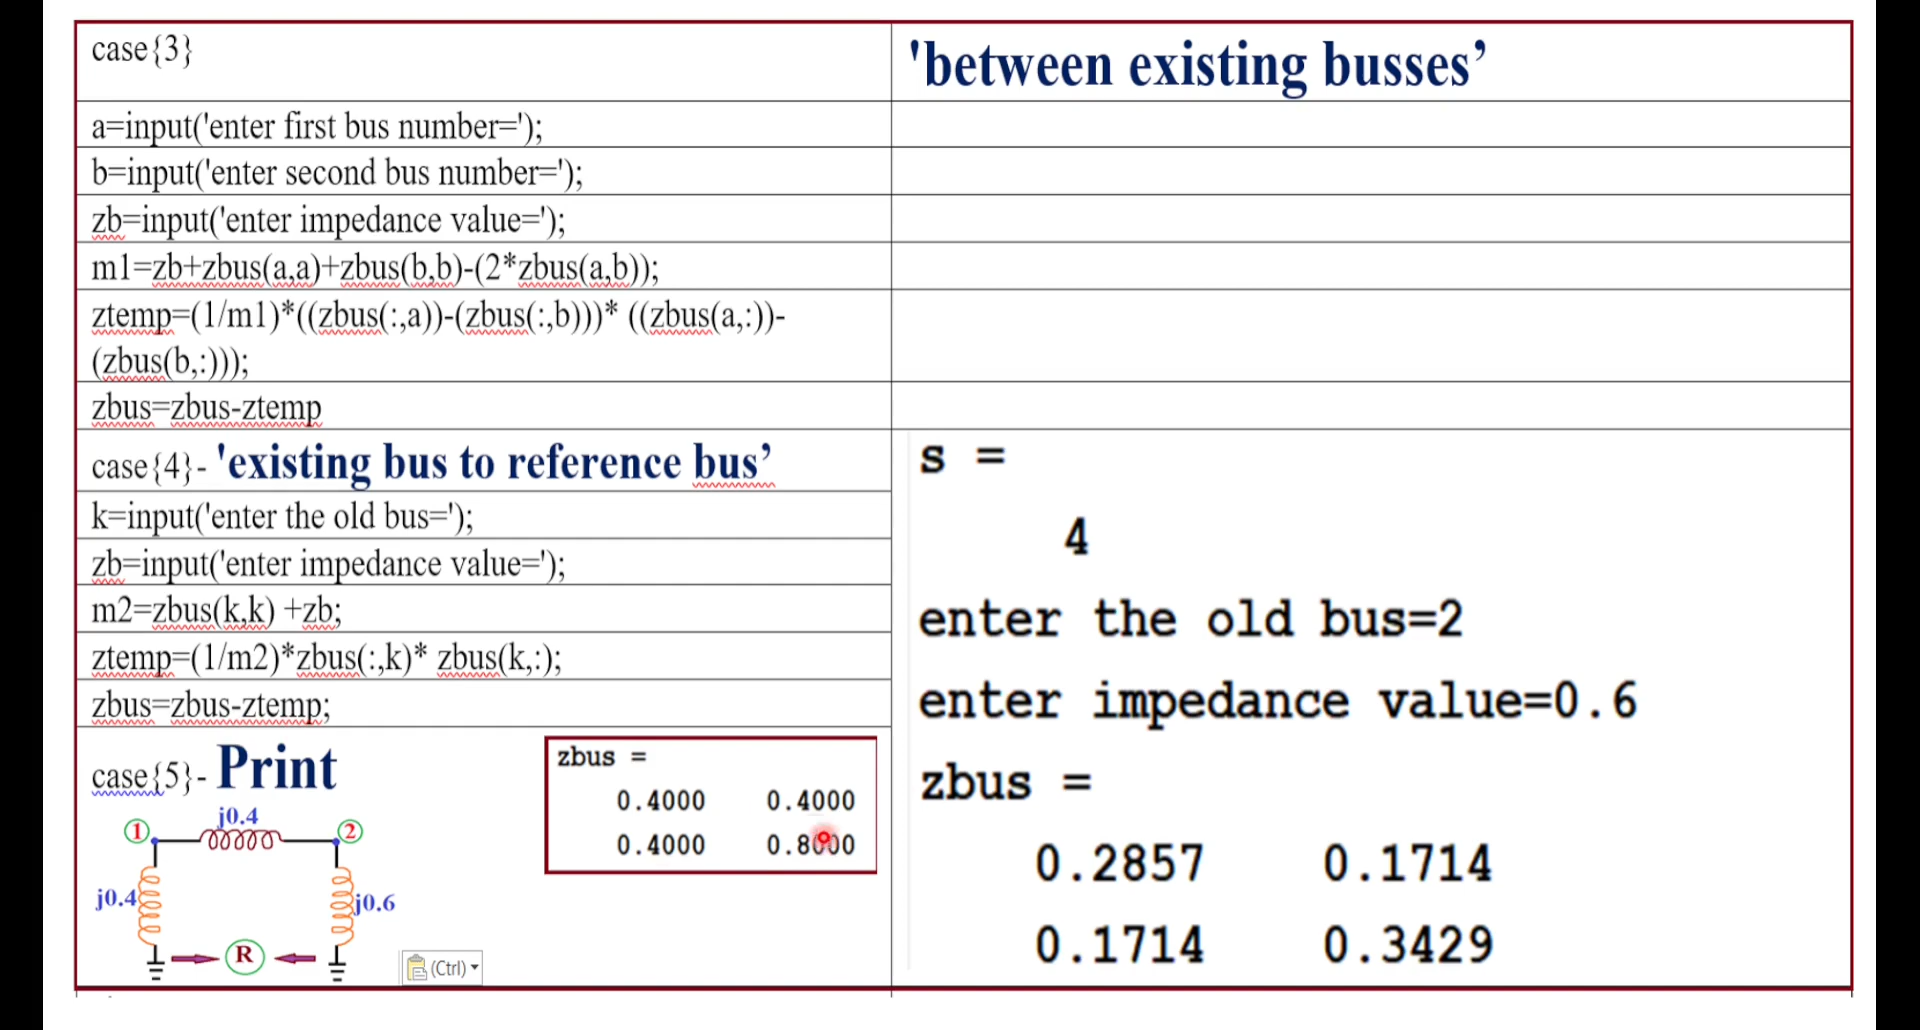 case{3}
'between existing busses’
a=input('enter first bus number=');
b=input('enter second bus number=');
zb=input('enter impedance value=');
m1=zb+zbus(a,a)+zbus(b,b)-(2*zbus(a,b));
ztemp=(1/m1)*((zbus(:,a))-(zbus(:,b)))* ((zbus(a,:))-
(zbus(b,:)));
zbus=zbus-ztemp
case{4}- 'existing bus to reference bus’
k=input('enter the old bus=');
zb=input('enter impedance value=');
m2=zbus(k,k) +zb;
ztemp=(1/m2)*zbus(:,k)* zbus(k,:);
zbus=zbus-ztemp;
case{5}- Print
j0.4
1
2
j0.4
j0.6
R
(Ctrl)
zbus =
0.4000 0.4000
0.4000 0.8000
s =
4
enter the old bus=2
enter impedance value=0.6
zbus =
0.2857 0.1714
0.1714 0.3429